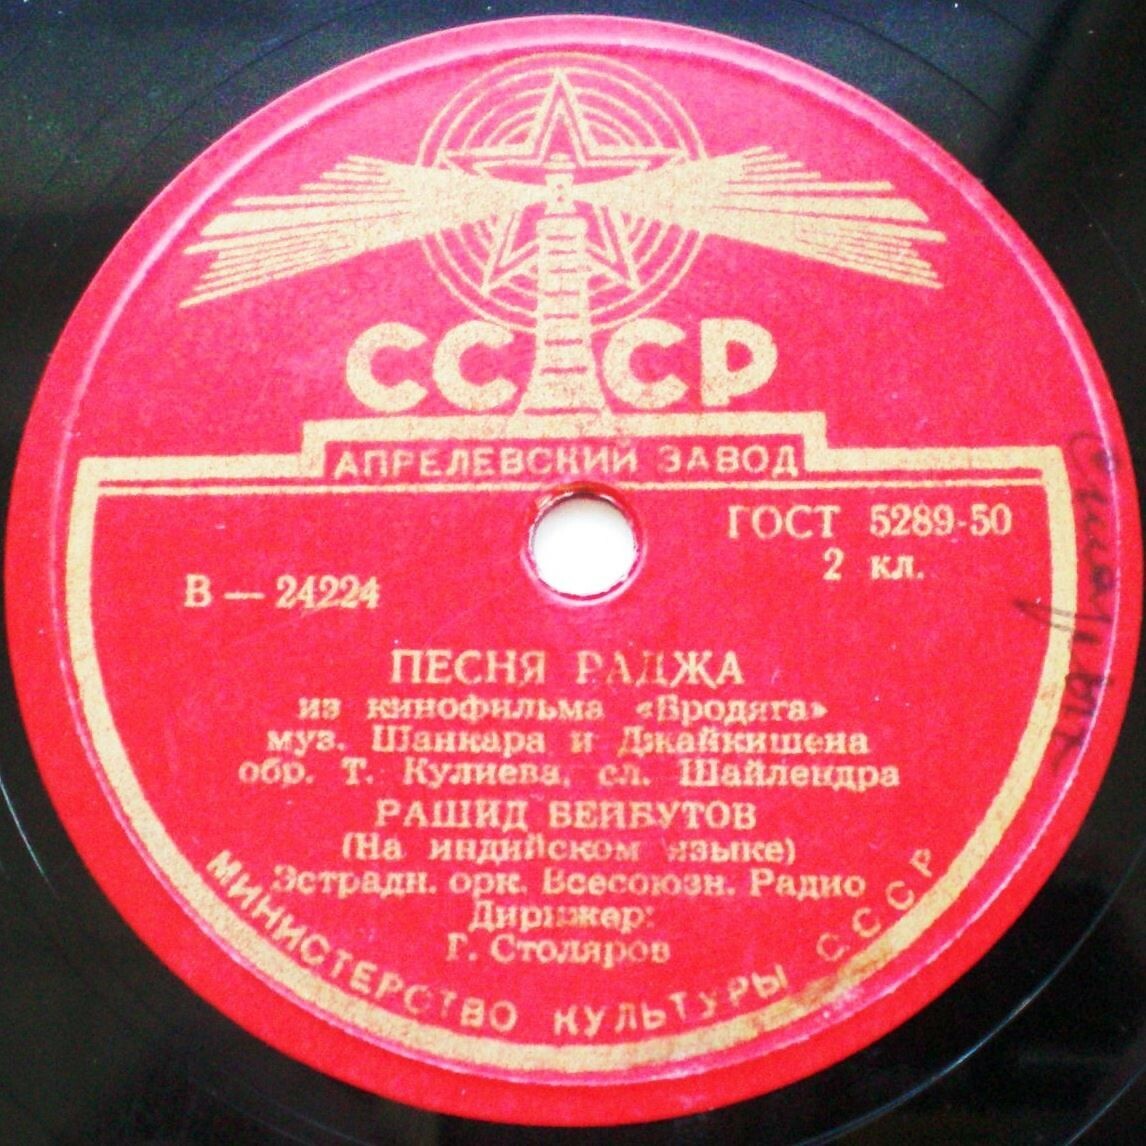 СССР
АПРЕЛЕВСКИЙ ЗАВОД
ГОСТ 5289-50
2 кл.
В — 24224
ПЕСНЯ РАДЖА
из кинофильма «Бродяга»
муз. Шанкара и Джайкишена
обр. Т. Кулиева, сл. Шайлендра
РАШИД БЕЙБУТОВ
(На индийском языке)
Эстрадн. орк. Всесоюзн. Радио
Дирижер:
Г. Столяров
МИНИСТЕРСТВО КУЛЬТУРЫ СССР